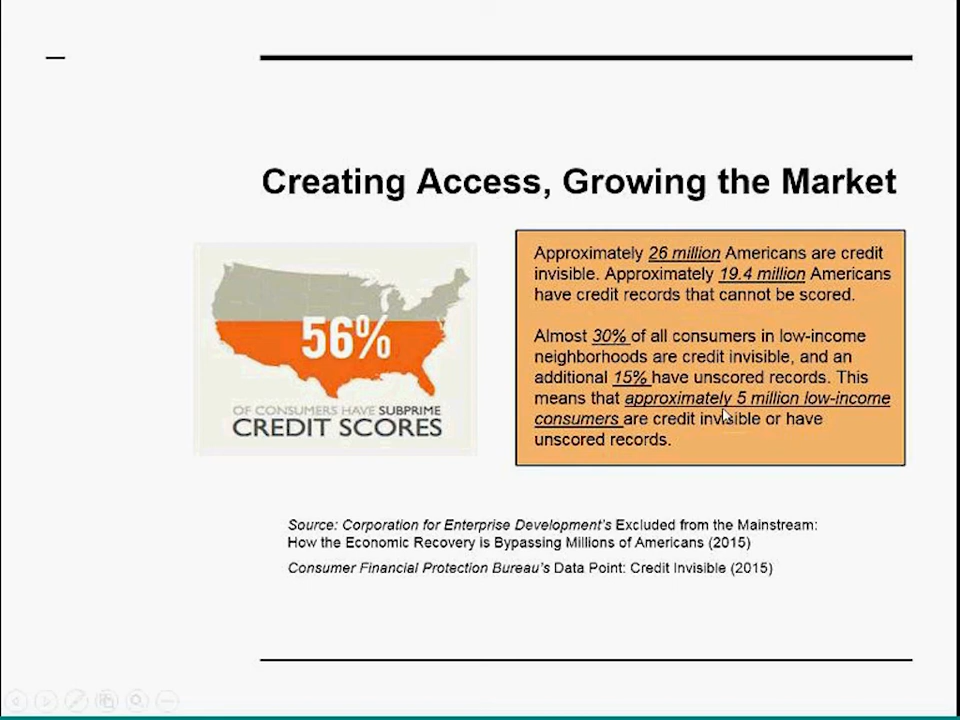 Creating Access, Growing the Market
56%
OF CONSUMERS HAVE SUBPRIME
CREDIT SCORES
Approximately 26 million Americans are credit
invisible. Approximately 19.4 million Americans
have credit records that cannot be scored.
Almost 30% of all consumers in low-income
neighborhoods are credit invisible, and an
additional 15% have unscored records. This
means that approximately 5 million low-income
consumers are credit invisible or have
unscored records.
Source: Corporation for Enterprise Development's Excluded from the Mainstream:
How the Economic Recovery is Bypassing Millions of Americans (2015)
Consumer Financial Protection Bureau's Data Point: Credit Invisible (2015)